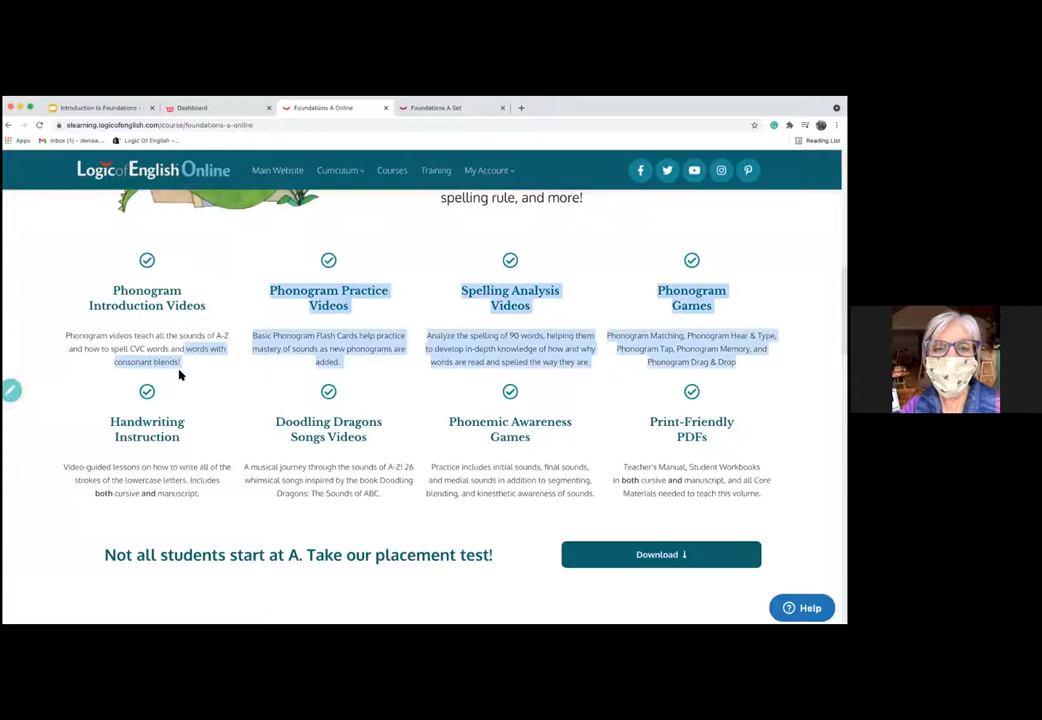 Introduction to Foundations -
Dashboard
Foundations A Online
Foundations A Set
elearning.logicofenglish.com/course/foundations-a-online
Apps
Inbox (1) - denise....
Logic Of English –...
Reading List
Logic of English Online
Main Website
Curriculum
Courses
Training
My Account
spelling rule, and more!
Phonogram
Introduction Videos
Phonogram videos teach all the sounds of A-Z
and how to spell CVC words and words with
consonant blends!
Phonogram Practice
Videos
Basic Phonogram Flash Cards help practice
mastery of sounds as new phonograms are
added.
Spelling Analysis
Videos
Analyze the spelling of 90 words, helping them
to develop in-depth knowledge of how and why
words are read and spelled the way they are.
Phonogram
Games
Phonogram Matching, Phonogram Hear & Type,
Phonogram Tap, Phonogram Memory, and
Phonogram Drag & Drop
Handwriting
Instruction
Video-guided lessons on how to write all of the
strokes of the lowercase letters. Includes
both cursive and manuscript.
Doodling Dragons
Songs Videos
A musical journey through the sounds of A-Z! 26
whimsical songs inspired by the book Doodling
Dragons: The Sounds of ABC.
Phonemic Awareness
Games
Practice includes initial sounds, final sounds,
and medial sounds in addition to segmenting,
blending, and kinesthetic awareness of sounds.
Print-Friendly
PDFs
Teacher's Manual, Student Workbooks
in both cursive and manuscript, and all Core
Materials needed to teach this volume.
Not all students start at A. Take our placement test!
Download
Help